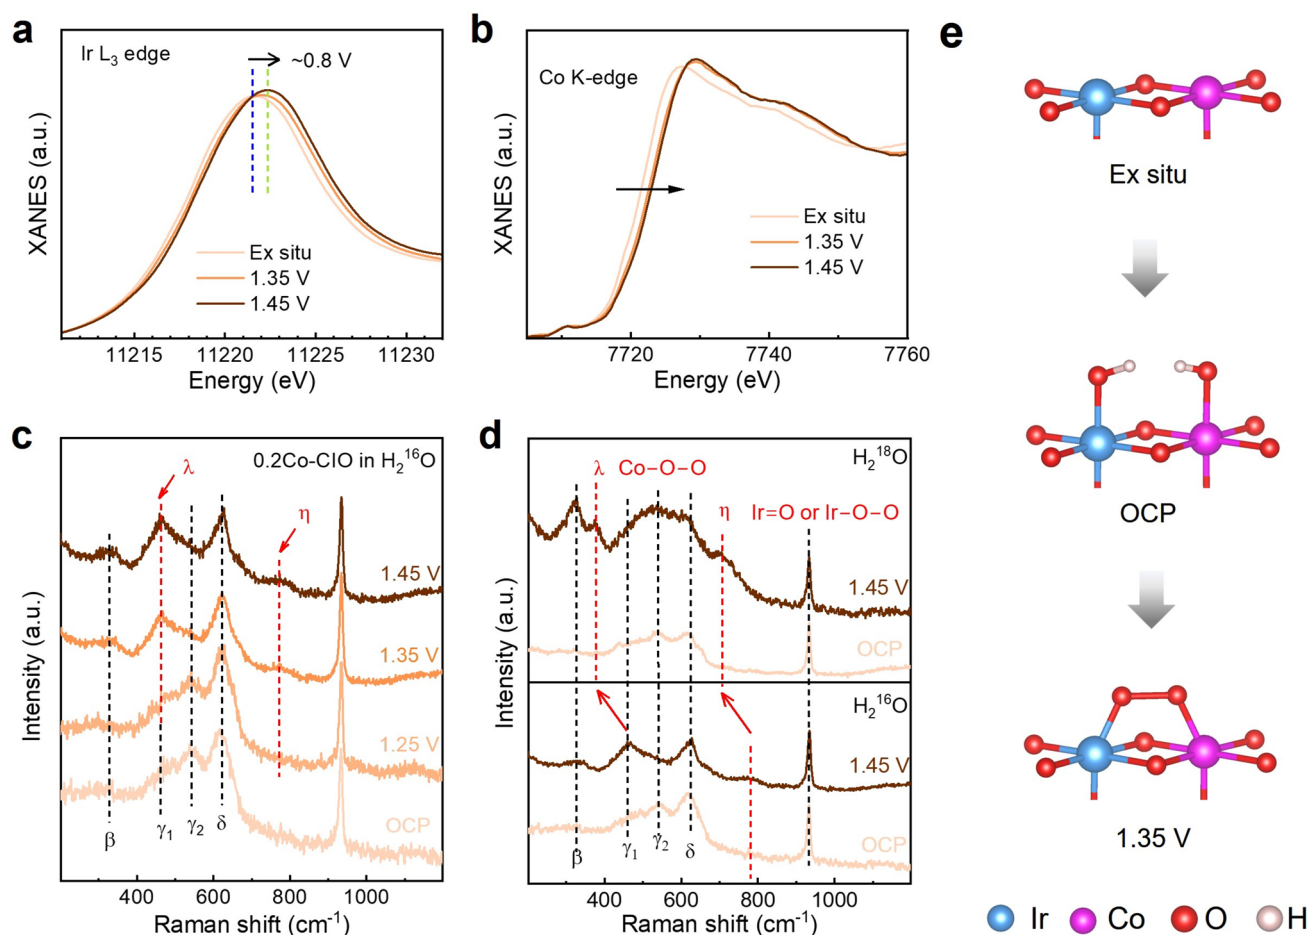 a
Ir L₃ edge
~0.8 V
XANES (a.u.)
Ex situ
1.35 V
1.45 V
11215 11220 11225 11230
Energy (eV)
b
Co K-edge
XANES (a.u.)
Ex situ
1.35 V
1.45 V
7720 7740 7760
Energy (eV)
c
0.2Co-CIO in H₂¹⁶O
λ
η
1.45 V
1.35 V
1.25 V
OCP
β γ₁ γ₂ δ
Intensity (a.u.)
400 600 800 1000
Raman shift (cm⁻¹)
d
H₂¹⁸O
λ Co−O−O
η Ir=O or Ir−O−O
1.45 V
OCP
H₂¹⁶O
1.45 V
OCP
β γ₁ γ₂ δ
Intensity (a.u.)
400 600 800 1000
Raman shift (cm⁻¹)
e
Ex situ
OCP
1.35 V
Ir Co O H